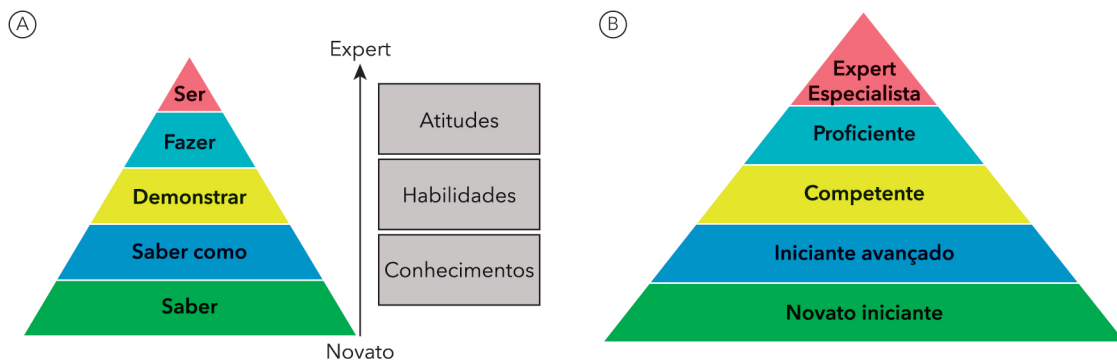 A
Ser
Fazer
Demonstrar
Saber como
Saber
Expert
Atitudes
Habilidades
Conhecimentos
Novato
B
Expert
Especialista
Proficiente
Competente
Iniciante avançado
Novato iniciante